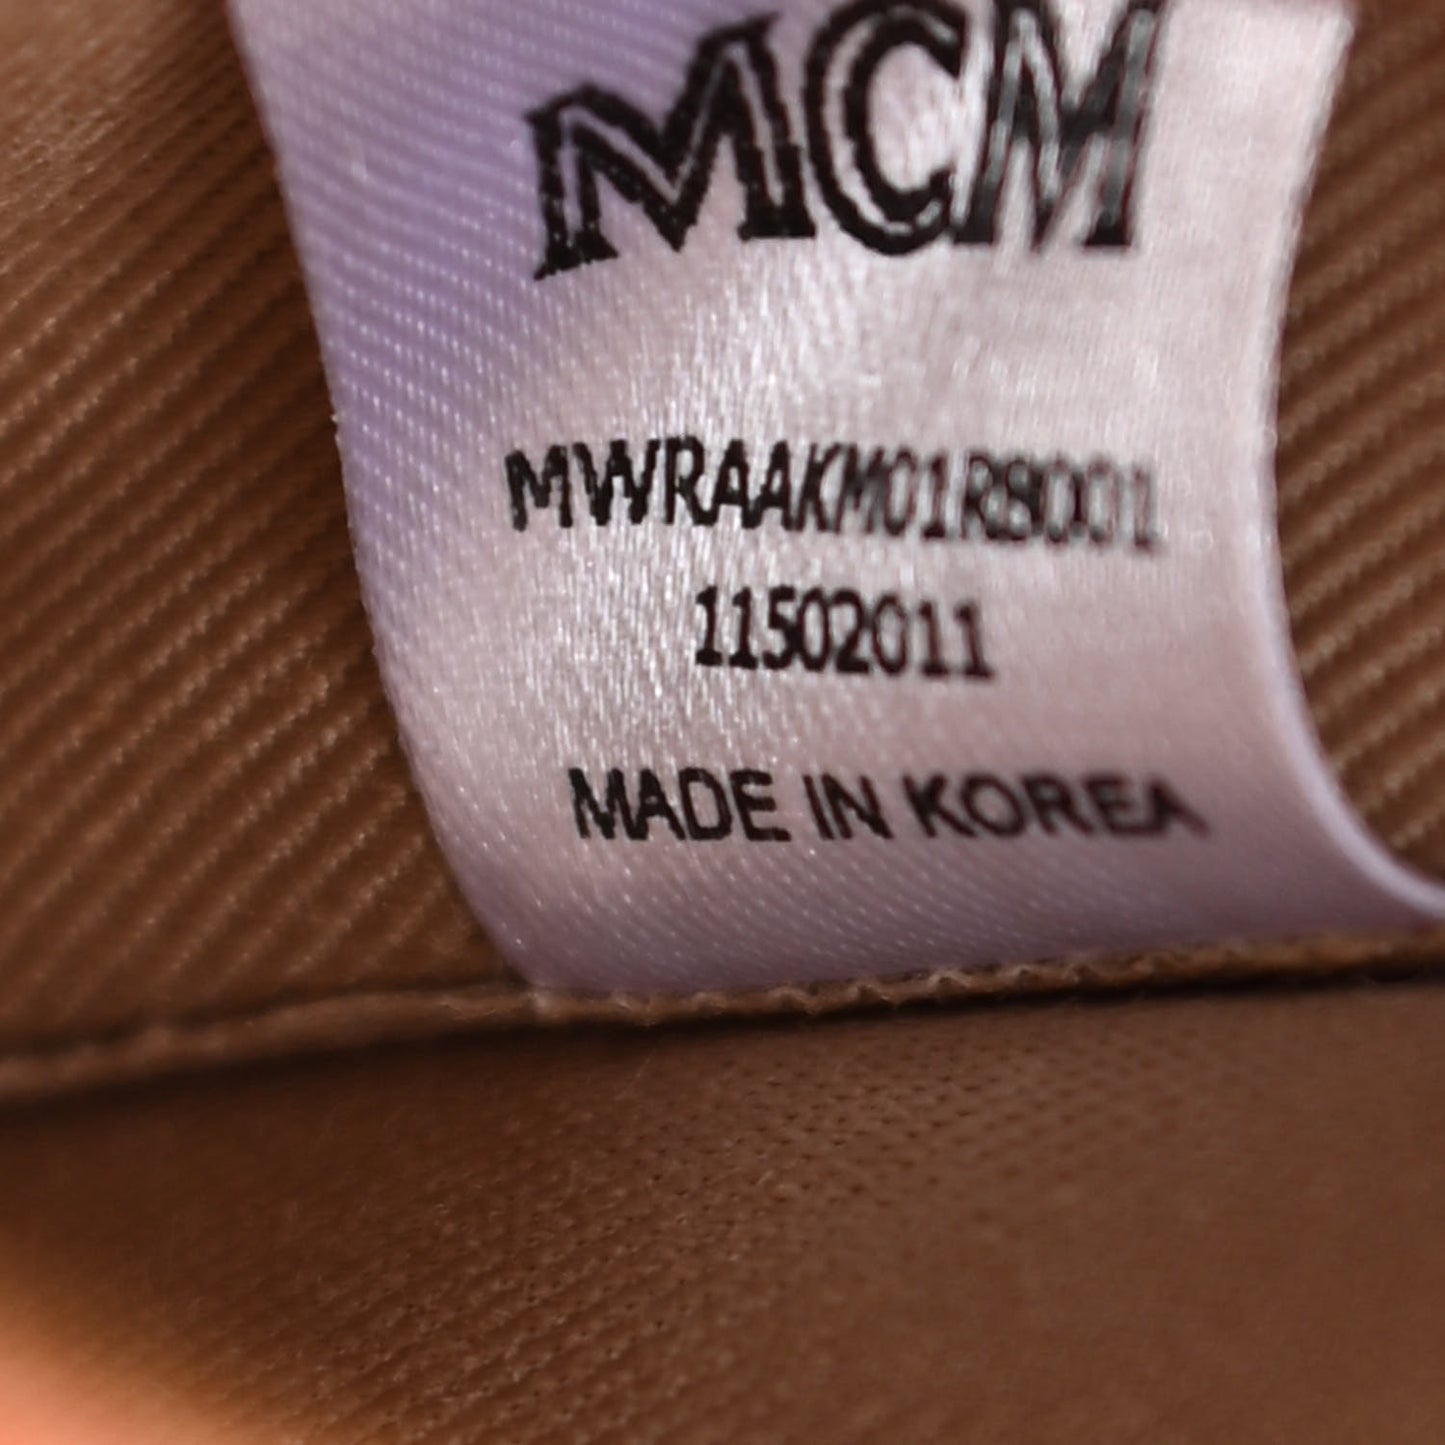 MCM
MWRAAKM01RB001
11502011
MADE IN KOREA